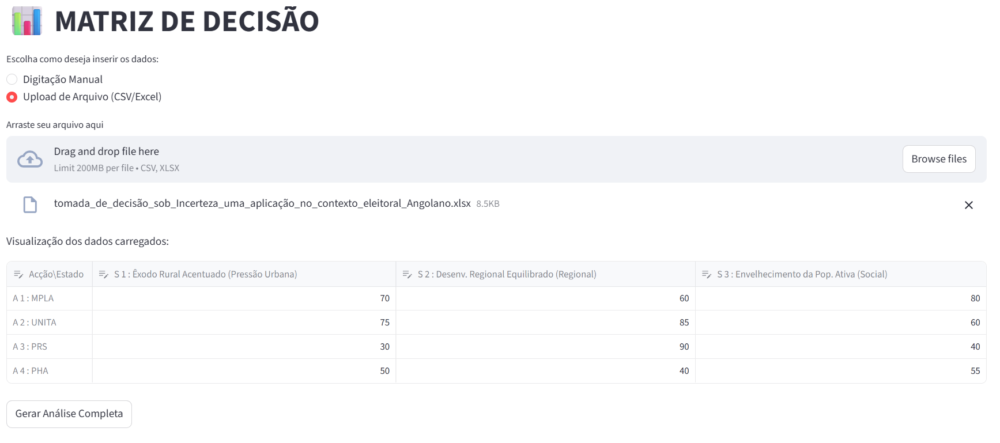 MATRIZ DE DECISÃO
Escolha como deseja inserir os dados:
Digitação Manual
Upload de Arquivo (CSV/Excel)
Arraste seu arquivo aqui
Drag and drop file here
Limit 200MB per file • CSV, XLSX
Browse files
tomada_de_decisão_sob_Incerteza_uma_aplicação_no_contexto_eleitoral_Angolano.xlsx 8.5KB
Visualização dos dados carregados:
Acção\Estado S 1 : Êxodo Rural Acentuado (Pressão Urbana) S 2 : Desenv. Regional Equilibrado (Regional) S 3 : Envelhecimento da Pop. Ativa (Social)
A 1 : MPLA 70 60 80
A 2 : UNITA 75 85 60
A 3 : PRS 30 90 40
A 4 : PHA 50 40 55
Gerar Análise Completa